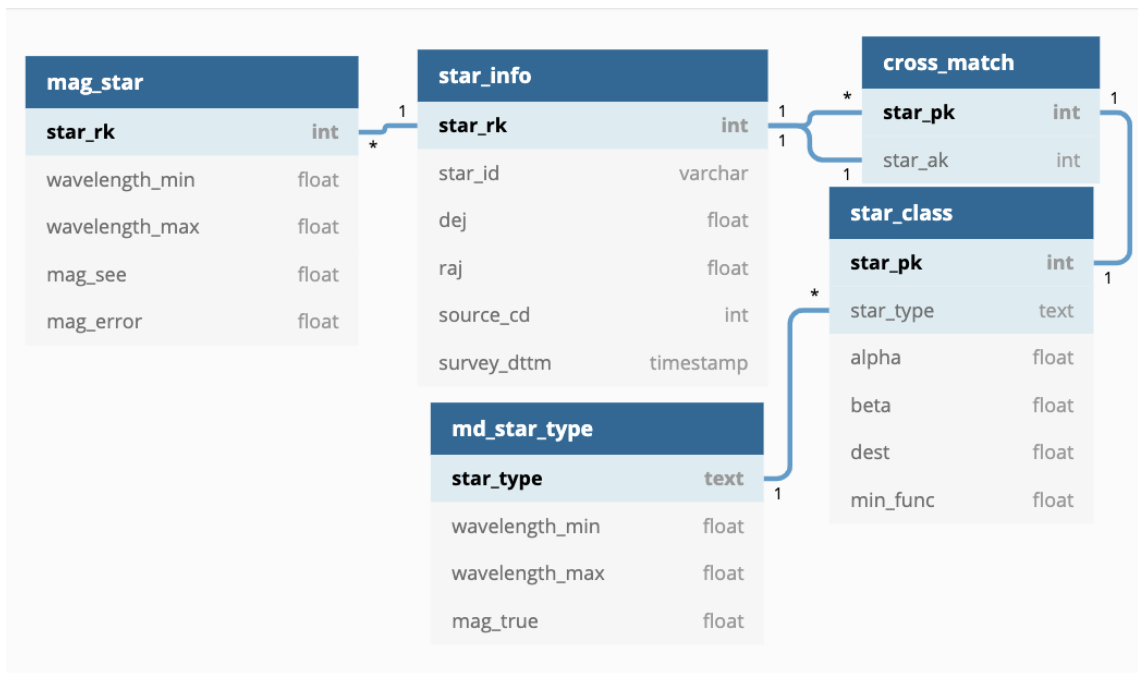 mag_star
star_rk int
wavelength_min float
wavelength_max float
mag_see float
mag_error float
1
*
star_info
star_rk int
star_id varchar
dej float
raj float
source_cd int
survey_dttm timestamp
1
1
*
1
cross_match
star_pk int
star_ak int
1
1
star_class
star_pk int
star_type text
alpha float
beta float
dest float
min_func float
*
1
md_star_type
star_type text
wavelength_min float
wavelength_max float
mag_true float